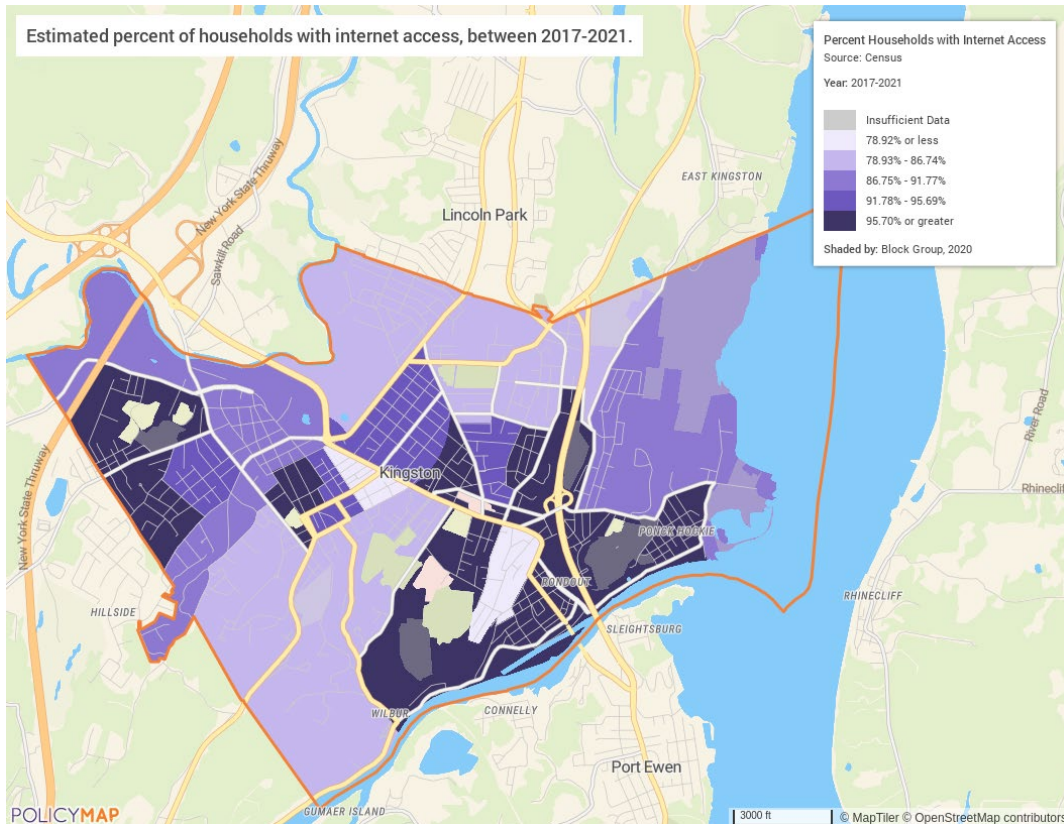 Estimated percent of households with internet access, between 2017-2021.
Percent Households with Internet Access
Source: Census
Year: 2017-2021
Insufficient Data
78.92% or less
78.93% - 86.74%
86.75% - 91.77%
91.78% - 95.69%
95.70% or greater
Shaded by: Block Group, 2020
New York State Thruway
Sawkill Road
Lincoln Park
EAST KINGSTON
New York State Thruway
Kingston
River Road
Rhineclif
PONCK HOCKIE
RONDOUT
HILLSIDE
RHINECLIFF
SLEIGHTSBURG
WILBUR
CONNELLY
Port Ewen
GUMAER ISLAND
POLICYMAP
3000 ft
© MapTiler © OpenStreetMap contributors